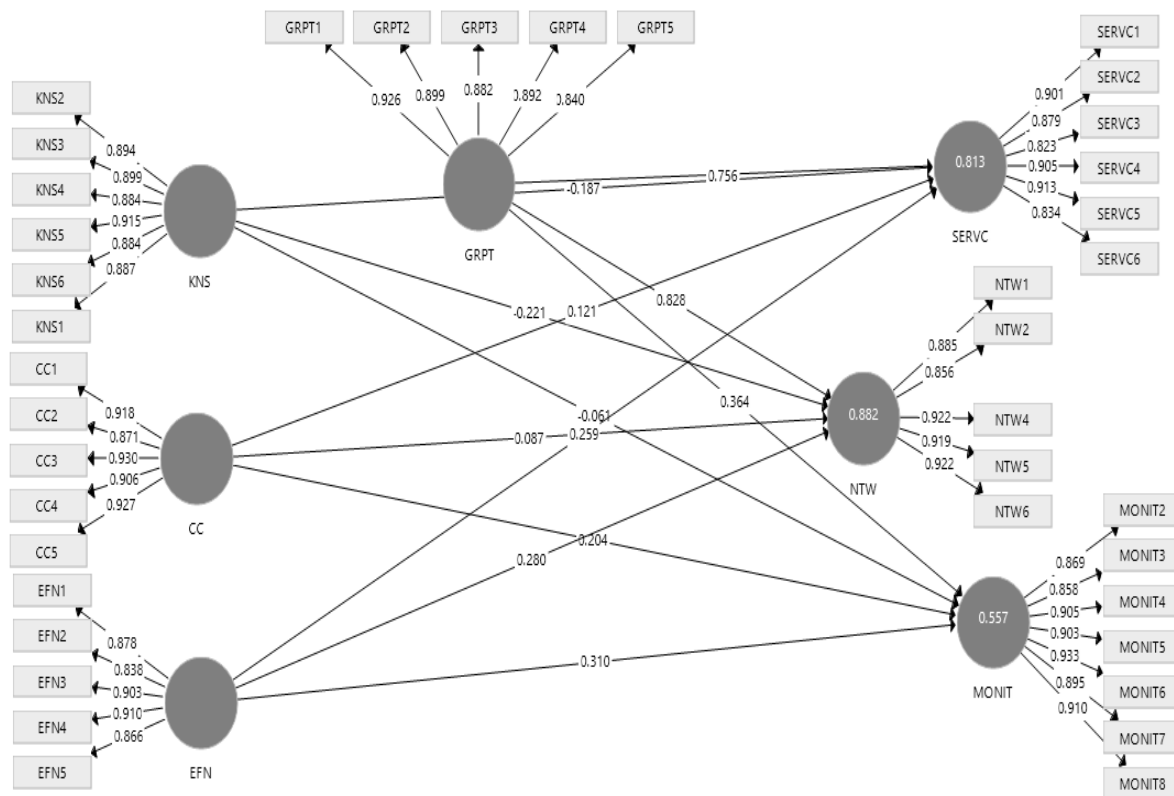 GRPT1
GRPT2
GRPT3
GRPT4
GRPT5
0.926
0.899
0.882
0.892
0.840
GRPT
KNS2
KNS3
KNS4
KNS5
KNS6
KNS1
0.894
0.899
0.884
0.915
0.884
0.887
KNS
CC1
CC2
CC3
CC4
CC5
0.918
0.871
0.930
0.906
0.927
CC
EFN1
EFN2
EFN3
EFN4
EFN5
0.878
0.838
0.903
0.910
0.866
EFN
0.756
-0.187
0.828
-0.221
0.121
0.364
-0.061
0.259
0.087
0.204
0.280
0.310
0.813
SERVC
0.901
0.879
0.823
0.905
0.913
0.834
SERVC1
SERVC2
SERVC3
SERVC4
SERVC5
SERVC6
0.882
NTW
0.885
0.856
0.922
0.919
0.922
NTW1
NTW2
NTW4
NTW5
NTW6
0.557
MONIT
0.869
0.858
0.905
0.903
0.933
0.895
0.910
MONIT2
MONIT3
MONIT4
MONIT5
MONIT6
MONIT7
MONIT8